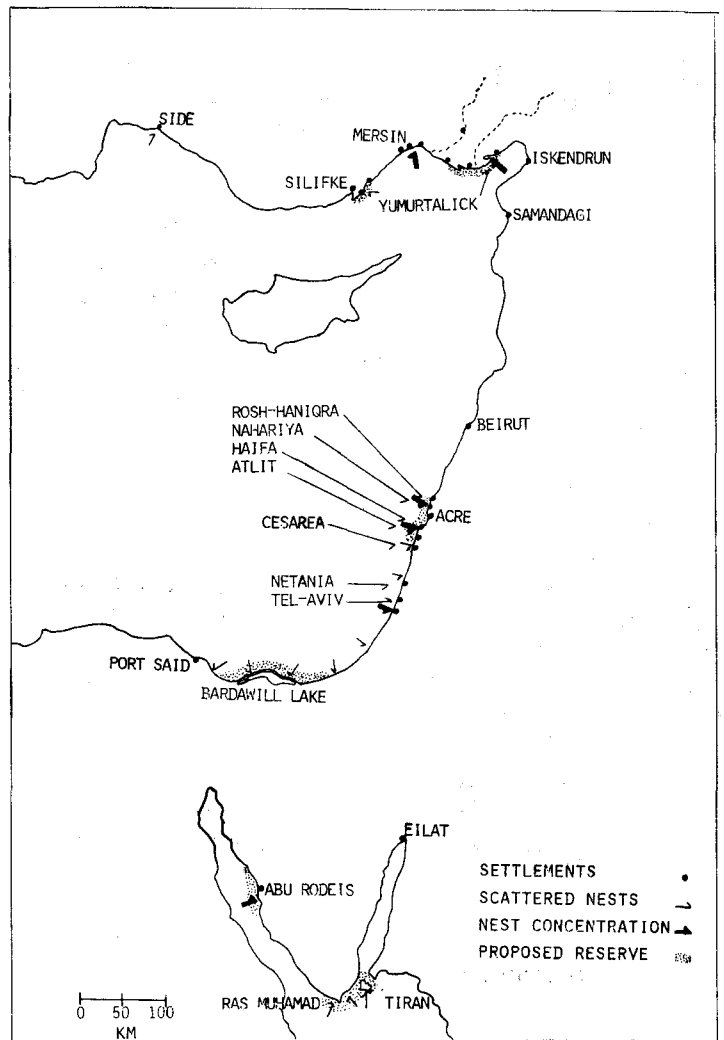 SIDE
MERSIN
ISKENDRUN
SILIFKE
YUMURTALICK
SAMANDAGI
ROSH-HANIQRA
NAHARIYA
HAIFA
ATLIT
BEIRUT
ACRE
CESAREA
NETANIA
TEL-AVIV
PORT SAID
BARDAWILL LAKE
EILAT
ABU RODEIS
SETTLEMENTS
SCATTERED NESTS
NEST CONCENTRATION
PROPOSED RESERVE
RAS MUHAMAD
TIRAN
0 50 100
KM